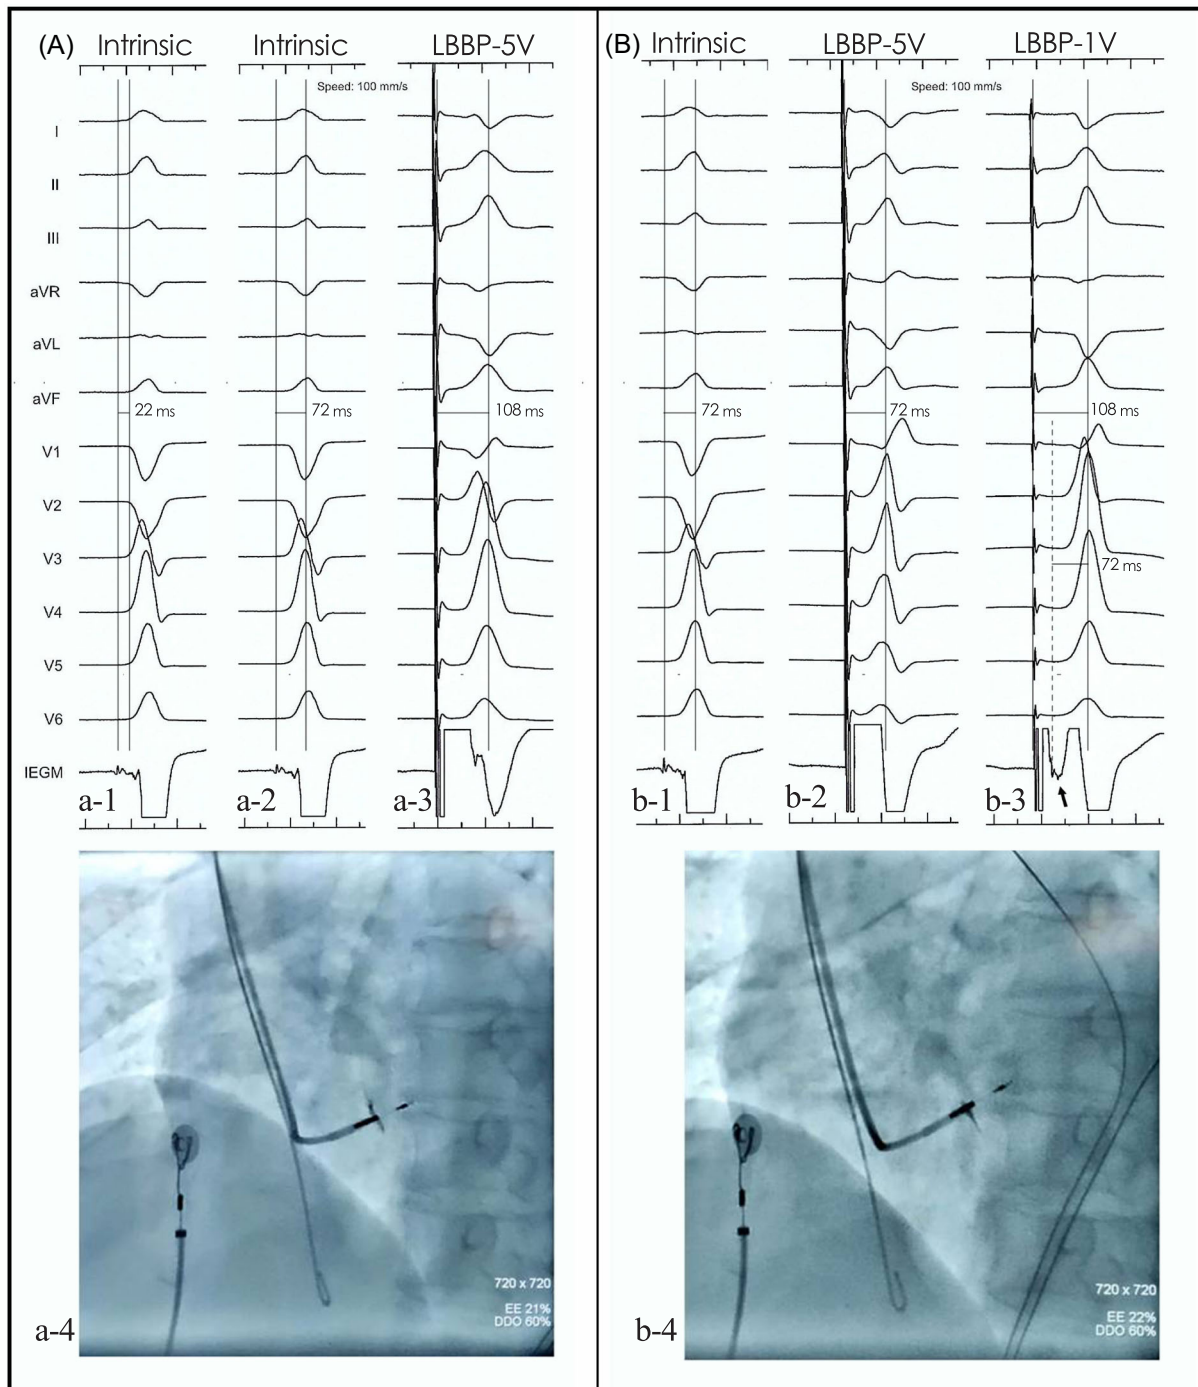 (A) Intrinsic Intrinsic LBBP-5V
Speed: 100 mm/s
I
II
III
aVR
aVL
aVF
22 ms 72 ms 108 ms
V1
V2
V3
V4
V5
V6
IEGM
a-1 a-2 a-3
720 x 720
EE 21%
DDO 60%
a-4
(B) Intrinsic LBBP-5V LBBP-1V
Speed: 100 mm/s
72 ms 72 ms 108 ms
72 ms
b-1 b-2 b-3
720 x 720
EE 22%
DDO 60%
b-4